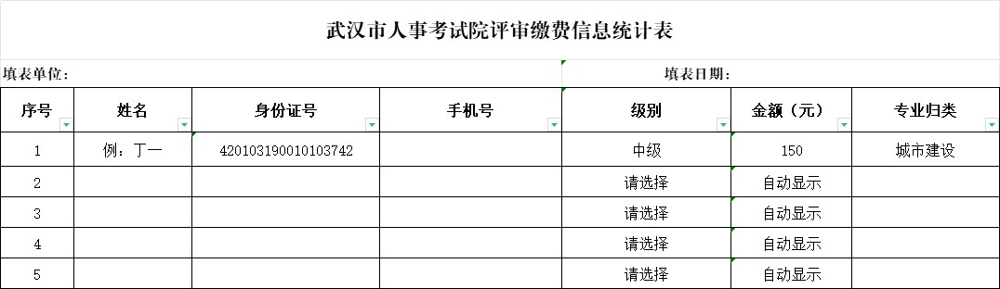 武汉市人事考试院评审缴费信息统计表
填表单位： 填表日期：
序号 姓名 身份证号 手机号 级别 金额（元） 专业归类
1 例：丁一 420103190010103742 中级 150 城市建设
2 请选择 自动显示
3 请选择 自动显示
4 请选择 自动显示
5 请选择 自动显示